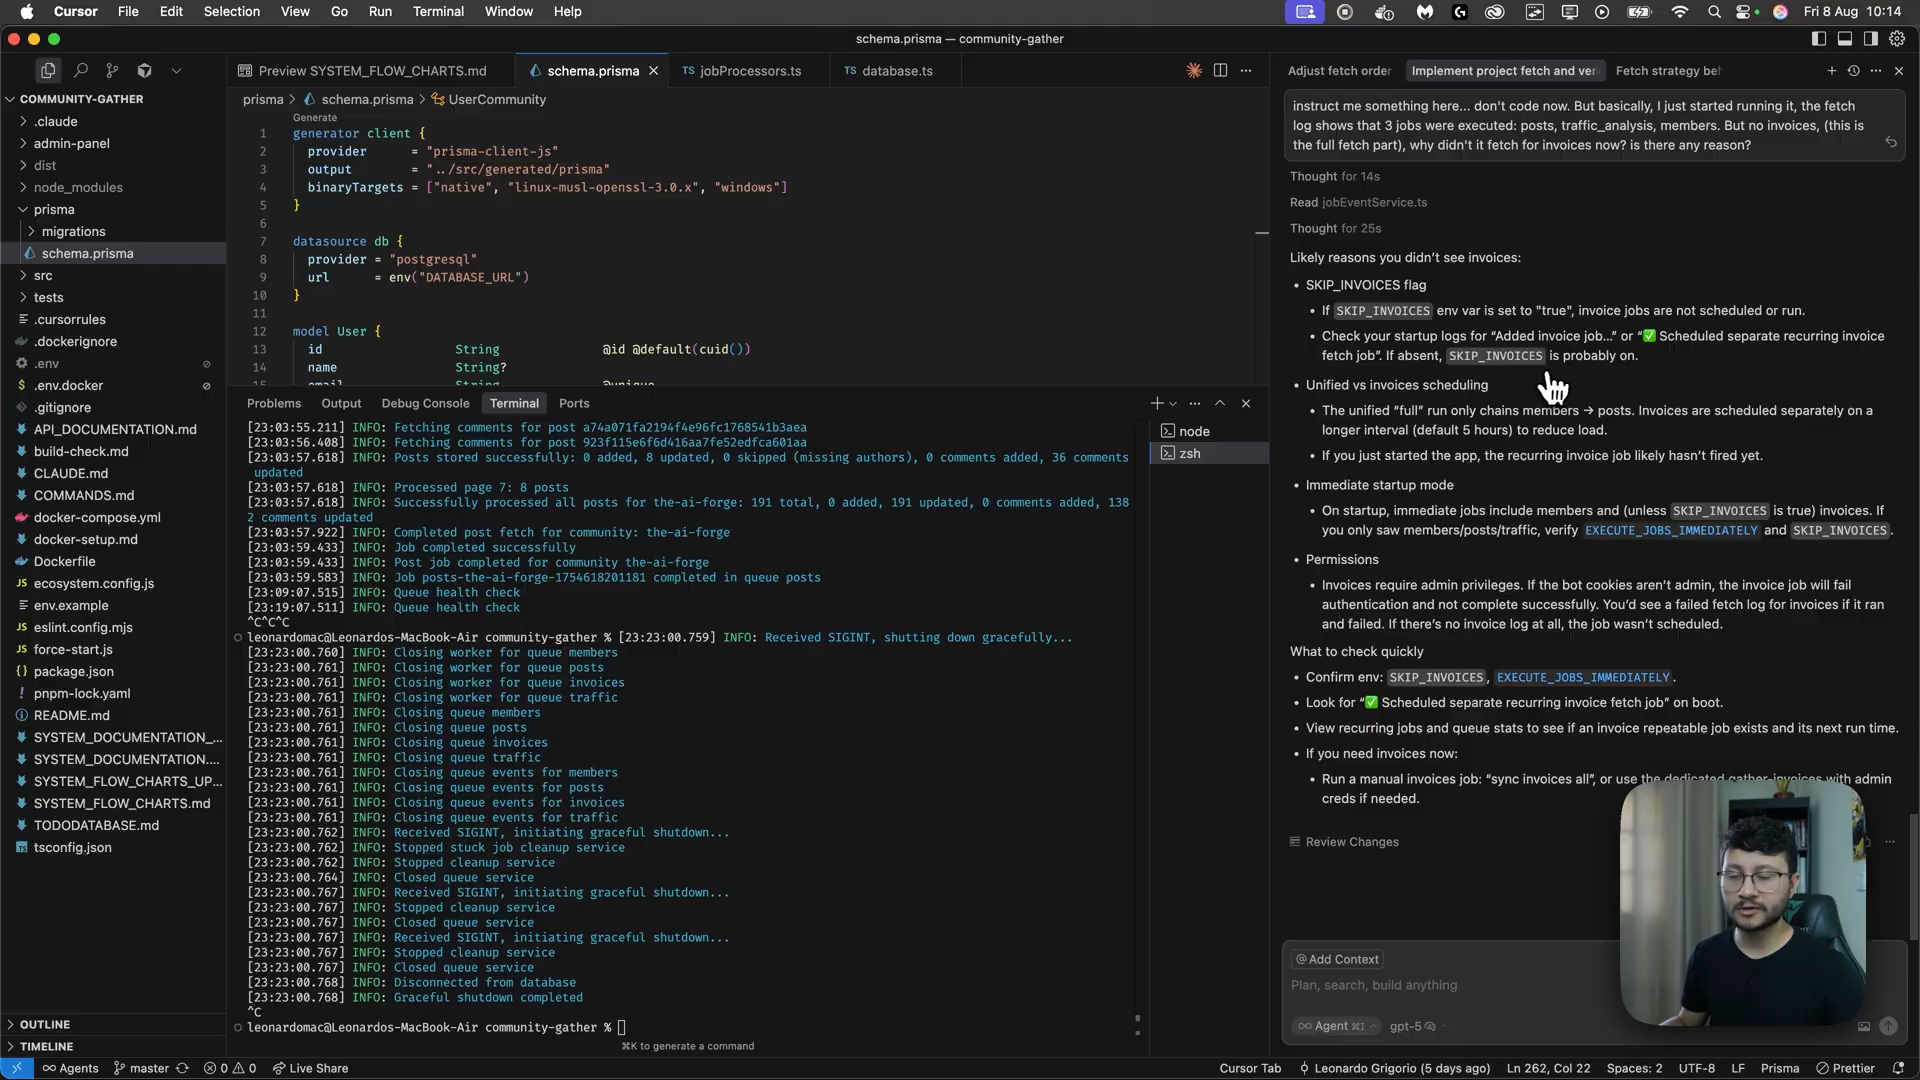 Cursor File Edit Selection View Go Run Terminal Window Help
Fri 8 Aug 10:14
schema.prisma — community-gather
Preview SYSTEM_FLOW_CHARTS.md
schema.prisma
TS jobProcessors.ts
TS database.ts
COMMUNITY-GATHER
.claude
admin-panel
dist
node_modules
prisma
migrations
schema.prisma
src
tests
.cursorrules
.dockerignore
.env
$ .env.docker
.gitignore
API_DOCUMENTATION.md
build-check.md
CLAUDE.md
COMMANDS.md
docker-compose.yml
docker-setup.md
Dockerfile
JS ecosystem.config.js
env.example
JS eslint.config.mjs
JS force-start.js
{} package.json
! pnpm-lock.yaml
README.md
SYSTEM_DOCUMENTATION_...
SYSTEM_DOCUMENTATION....
SYSTEM_FLOW_CHARTS_UP...
SYSTEM_FLOW_CHARTS.md
TODODATABASE.md
tsconfig.json
OUTLINE
TIMELINE
prisma > schema.prisma > UserCommunity
Generate
1 generator client {
2 provider = "prisma-client-js"
3 output = "../src/generated/prisma"
4 binaryTargets = ["native", "linux-musl-openssl-3.0.x", "windows"]
5 }
6
7 datasource db {
8 provider = "postgresql"
9 url = env("DATABASE_URL")
10 }
11
12 model User {
13 id String @id @default(cuid())
14 name String?
15 email String @unique
Problems Output Debug Console Terminal Ports
node
zsh
[23:03:55.211] INFO: Fetching comments for post a74a071fa2194f4e96fc1768541b3aea
[23:03:56.408] INFO: Fetching comments for post 923f115e6f6d416aa7fe52edfca601aa
[23:03:57.618] INFO: Posts stored successfully: 0 added, 8 updated, 0 skipped (missing authors), 0 comments added, 36 comments
updated
[23:03:57.618] INFO: Processed page 7: 8 posts
[23:03:57.618] INFO: Successfully processed all posts for the-ai-forge: 191 total, 0 added, 191 updated, 0 comments added, 138
2 comments updated
[23:03:57.922] INFO: Completed post fetch for community: the-ai-forge
[23:03:59.433] INFO: Job completed successfully
[23:03:59.433] INFO: Post job completed for community the-ai-forge
[23:03:59.583] INFO: Job posts-the-ai-forge-1754618201181 completed in queue posts
[23:09:07.515] INFO: Queue health check
[23:19:07.511] INFO: Queue health check
^C^C^C
leonardomac@Leonardos-MacBook-Air community-gather % [23:23:00.759] INFO: Received SIGINT, shutting down gracefully...
[23:23:00.760] INFO: Closing worker for queue members
[23:23:00.761] INFO: Closing worker for queue posts
[23:23:00.761] INFO: Closing worker for queue invoices
[23:23:00.761] INFO: Closing worker for queue traffic
[23:23:00.761] INFO: Closing queue members
[23:23:00.761] INFO: Closing queue posts
[23:23:00.761] INFO: Closing queue invoices
[23:23:00.761] INFO: Closing queue traffic
[23:23:00.761] INFO: Closing queue events for members
[23:23:00.761] INFO: Closing queue events for posts
[23:23:00.761] INFO: Closing queue events for invoices
[23:23:00.761] INFO: Closing queue events for traffic
[23:23:00.762] INFO: Received SIGINT, initiating graceful shutdown...
[23:23:00.762] INFO: Stopped stuck job cleanup service
[23:23:00.762] INFO: Stopped cleanup service
[23:23:00.764] INFO: Closed queue service
[23:23:00.767] INFO: Received SIGINT, initiating graceful shutdown...
[23:23:00.767] INFO: Stopped cleanup service
[23:23:00.767] INFO: Closed queue service
[23:23:00.767] INFO: Received SIGINT, initiating graceful shutdown...
[23:23:00.767] INFO: Stopped cleanup service
[23:23:00.767] INFO: Closed queue service
[23:23:00.768] INFO: Disconnected from database
[23:23:00.768] INFO: Graceful shutdown completed
^C
leonardomac@Leonardos-MacBook-Air community-gather %
⌘K to generate a command
Adjust fetch order
Implement project fetch and ver
Fetch strategy be
instruct me something here... don't code now. But basically, I just started running it, the fetch
log shows that 3 jobs were executed: posts, traffic_analysis, members. But no invoices, (this is
the full fetch part), why didn't it fetch for invoices now? is there any reason?
Thought for 14s
Read jobEventService.ts
Thought for 25s
Likely reasons you didn't see invoices:
• SKIP_INVOICES flag
• If SKIP_INVOICES env var is set to "true", invoice jobs are not scheduled or run.
• Check your startup logs for “Added invoice job…” or “✅ Scheduled separate recurring invoice
fetch job”. If absent, SKIP_INVOICES is probably on.
• Unified vs invoices scheduling
• The unified “full” run only chains members → posts. Invoices are scheduled separately on a
longer interval (default 5 hours) to reduce load.
• If you just started the app, the recurring invoice job likely hasn’t fired yet.
• Immediate startup mode
• On startup, immediate jobs include members and (unless SKIP_INVOICES is true) invoices. If
you only saw members/posts/traffic, verify EXECUTE_JOBS_IMMEDIATELY and SKIP_INVOICES.
• Permissions
• Invoices require admin privileges. If the bot cookies aren’t admin, the invoice job will fail
authentication and not complete successfully. You’d see a failed fetch log for invoices if it ran
and failed. If there’s no invoice log at all, the job wasn’t scheduled.
What to check quickly
• Confirm env: SKIP_INVOICES, EXECUTE_JOBS_IMMEDIATELY.
• Look for “✅ Scheduled separate recurring invoice fetch job” on boot.
• View recurring jobs and queue stats to see if an invoice repeatable job exists and its next run time.
• If you need invoices now:
• Run a manual invoices job: “sync invoices all”, or use the dedicated gather-invoices with admin
creds if needed.
Review Changes
@ Add Context
Plan, search, build anything
∞ Agent ⌘I gpt-5
Agents master 0 0 Live Share
Cursor Tab Leonardo Grigorio (5 days ago) Ln 262, Col 22 Spaces: 2 UTF-8 LF Prisma Prettier